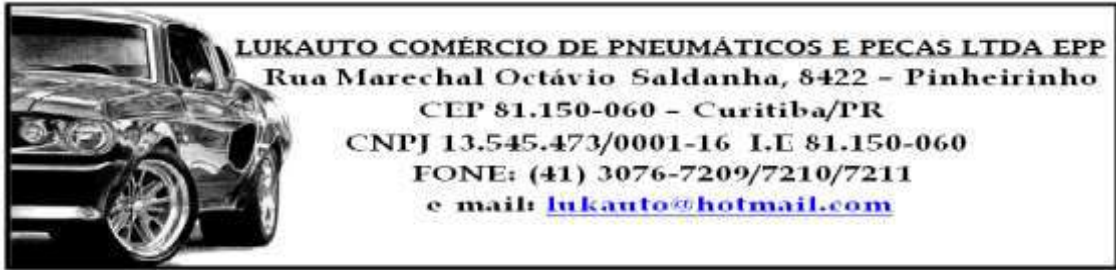 LUKAUTO COMÉRCIO DE PNEUMÁTICOS E PEÇAS LTDA EPP
Rua Marechal Octávio Saldanha, 8422 – Pinheirinho
CEP 81.150-060 – Curitiba/PR
CNPJ 13.545.473/0001-16 I.E 81.150-060
FONE: (41) 3076-7209/7210/7211
e mail: lukauto@hotmail.com